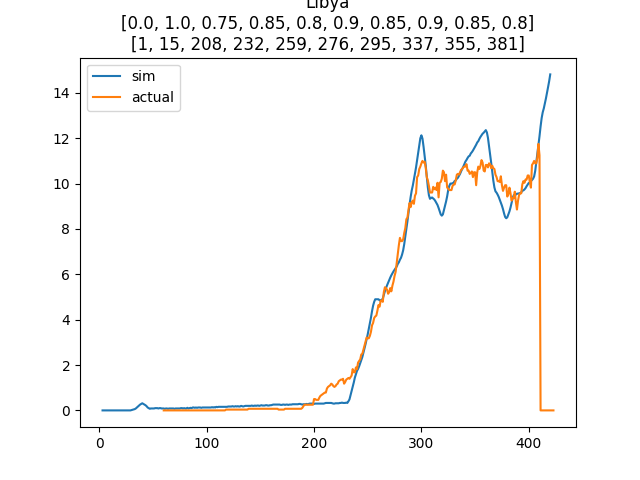 Libya
[0.0, 1.0, 0.75, 0.85, 0.8, 0.9, 0.85, 0.9, 0.85, 0.8]
[1, 15, 208, 232, 259, 276, 295, 337, 355, 381]
sim
actual
14
12
10
8
6
4
2
0
0 100 200 300 400